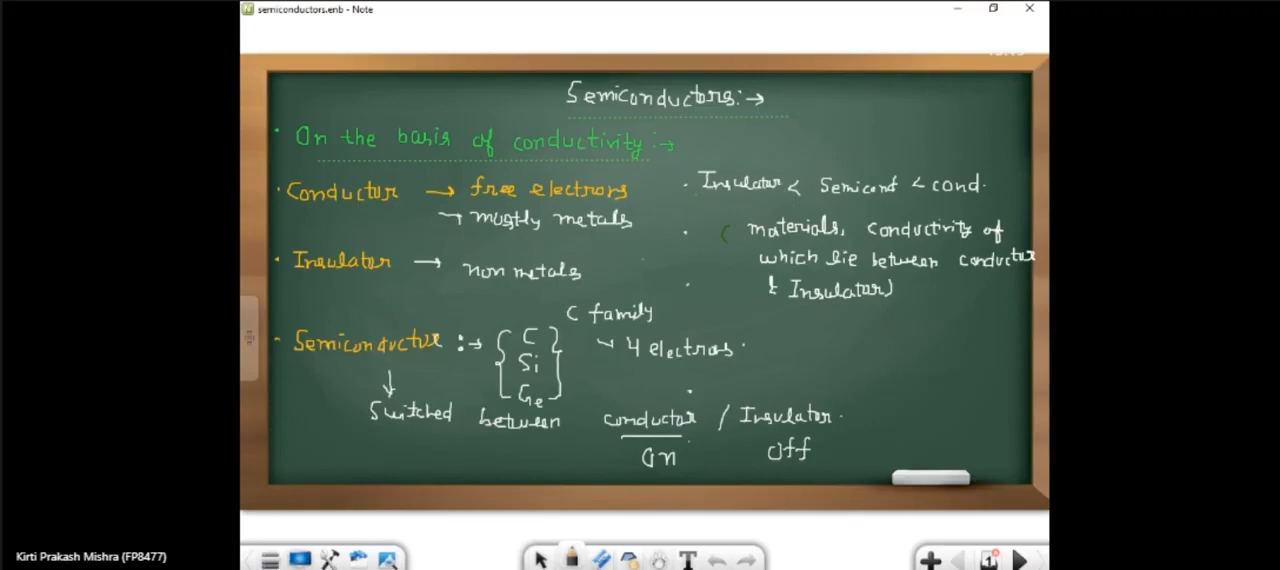 semiconductors.enb - Note
Semiconductors:→
· On the basis of conductivity:→
· Conductor → free electrons
→ mostly metals
· Insulator → non metals
· Semiconductor :→ { C Si Ge }
C family
↳ 4 electrons.
↓
Switched between conductor / Insulator.
On Off
· Insulator < Semicond < cond.
· ( materials, conductivity of
which lie between conductor
& Insulator)
Kirti Prakash Mishra (FP8477)
T
1